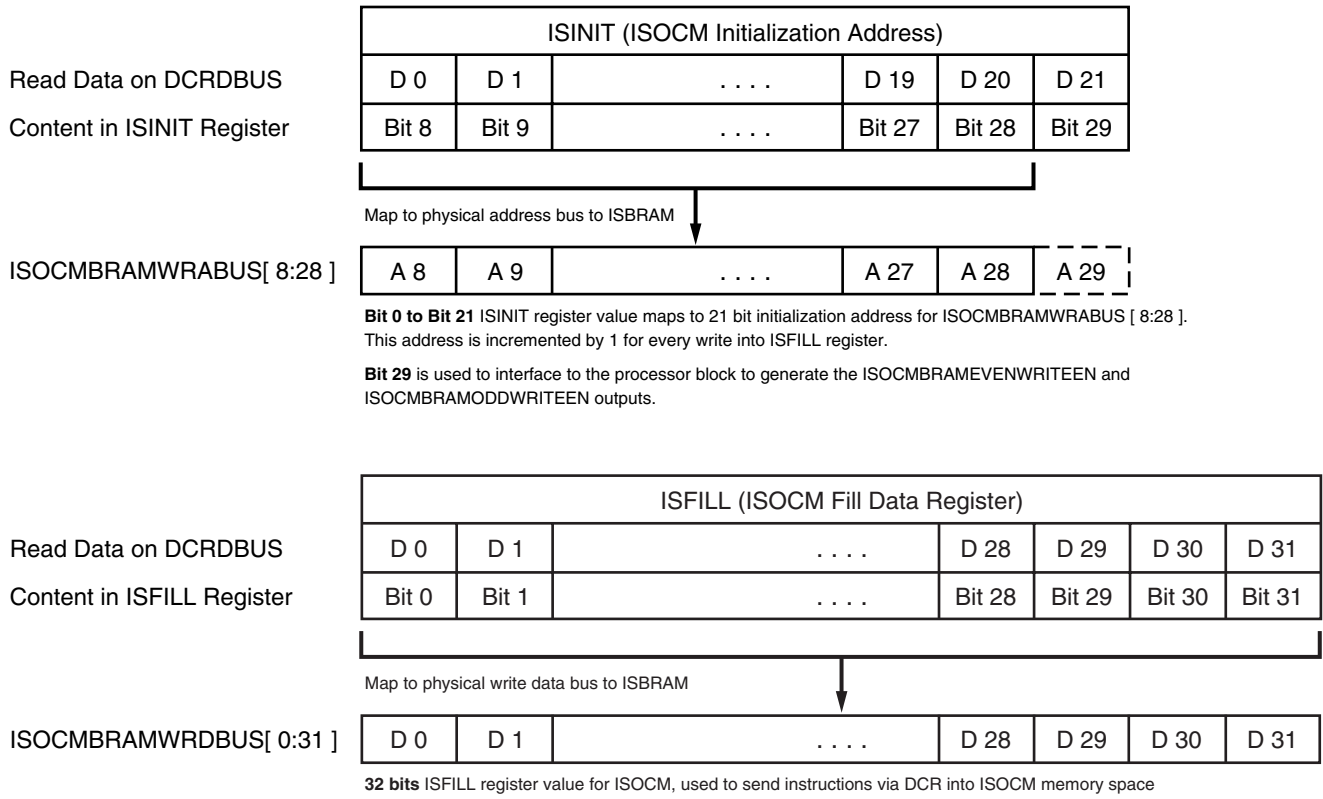 ISINIT (ISOCM Initialization Address)
Read Data on DCRDBUS D 0 D 1 . . . . D 19 D 20 D 21
Content in ISINIT Register Bit 8 Bit 9 . . . . Bit 27 Bit 28 Bit 29
Map to physical address bus to ISBRAM
ISOCMBRAMWRABUS[ 8:28 ] A 8 A 9 . . . . A 27 A 28 A 29
Bit 0 to Bit 21 ISINIT register value maps to 21 bit initialization address for ISOCMBRAMWRABUS [ 8:28 ].
This address is incremented by 1 for every write into ISFILL register.
Bit 29 is used to interface to the processor block to generate the ISOCMBRAMEVENWRITEEN and
ISOCMBRAMODDWRITEEN outputs.
ISFILL (ISOCM Fill Data Register)
Read Data on DCRDBUS D 0 D 1 . . . . D 28 D 29 D 30 D 31
Content in ISFILL Register Bit 0 Bit 1 . . . . Bit 28 Bit 29 Bit 30 Bit 31
Map to physical write data bus to ISBRAM
ISOCMBRAMWRDBUS[ 0:31 ] D 0 D 1 . . . . D 28 D 29 D 30 D 31
32 bits ISFILL register value for ISOCM, used to send instructions via DCR into ISOCM memory space